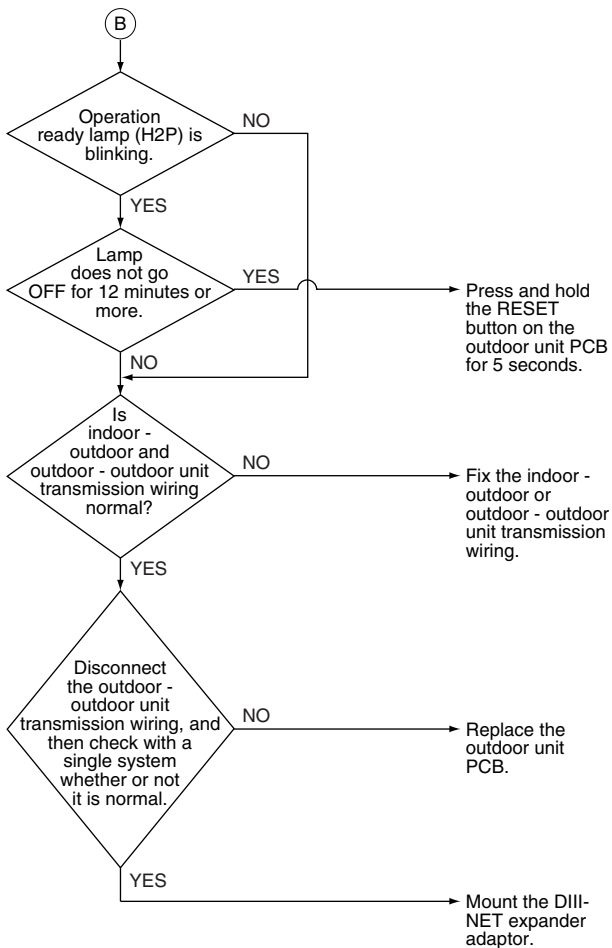 B
Operation
ready lamp (H2P) is
blinking.
NO
YES
Lamp
does not go
OFF for 12 minutes or
more.
YES
Press and hold
the RESET
button on the
outdoor unit PCB
for 5 seconds.
NO
Is
indoor -
outdoor and
outdoor - outdoor unit
transmission wiring
normal?
NO
Fix the indoor -
outdoor or
outdoor - outdoor
unit transmission
wiring.
YES
Disconnect
the outdoor -
outdoor unit
transmission wiring, and
then check with a
single system
whether or not
it is normal.
NO
Replace the
outdoor unit
PCB.
YES
Mount the DIII-
NET expander
adaptor.